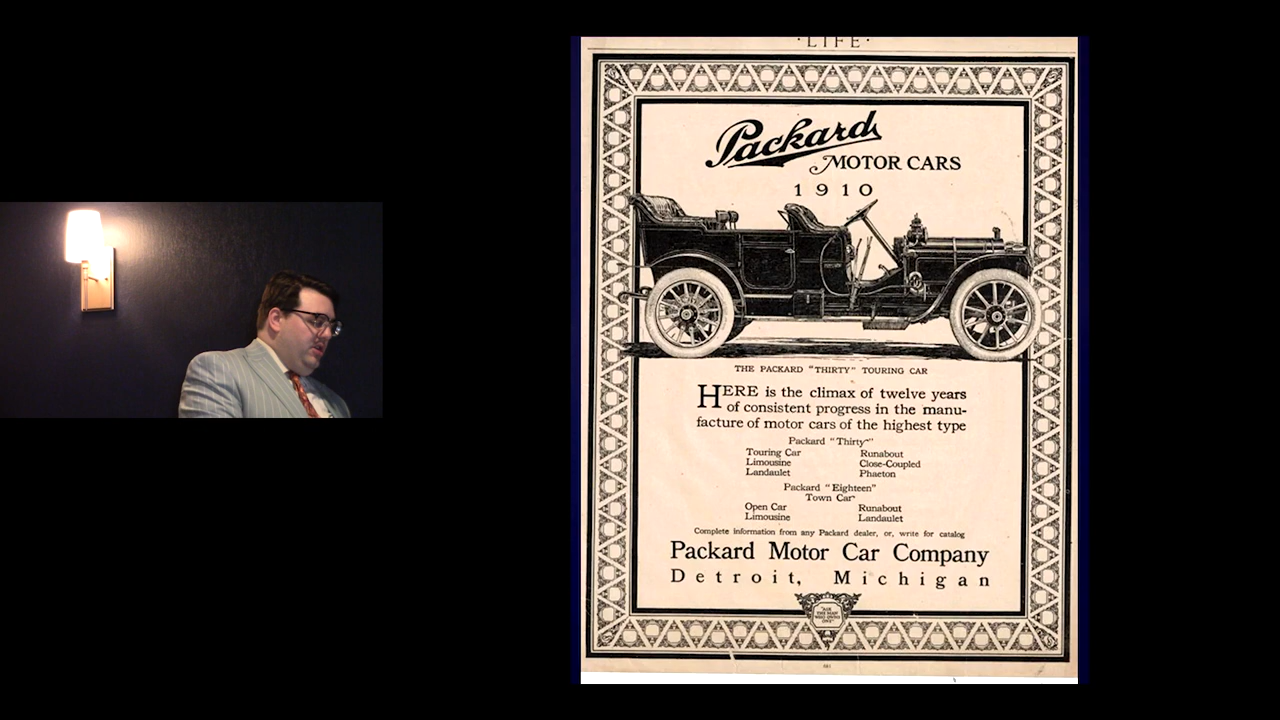 ·LIFE·
Packard
MOTOR CARS
1910
THE PACKARD "THIRTY" TOURING CAR
HERE is the climax of twelve years
of consistent progress in the manu-
facture of motor cars of the highest type
Packard "Thirty"
Touring Car Runabout
Limousine Close-Coupled
Landaulet Phaeton
Packard "Eighteen"
Town Car
Open Car Runabout
Limousine Landaulet
Complete information from any Packard dealer, or, write for catalog
Packard Motor Car Company
Detroit, Michigan
"ASK
THE MAN
WHO OWNS
ONE"